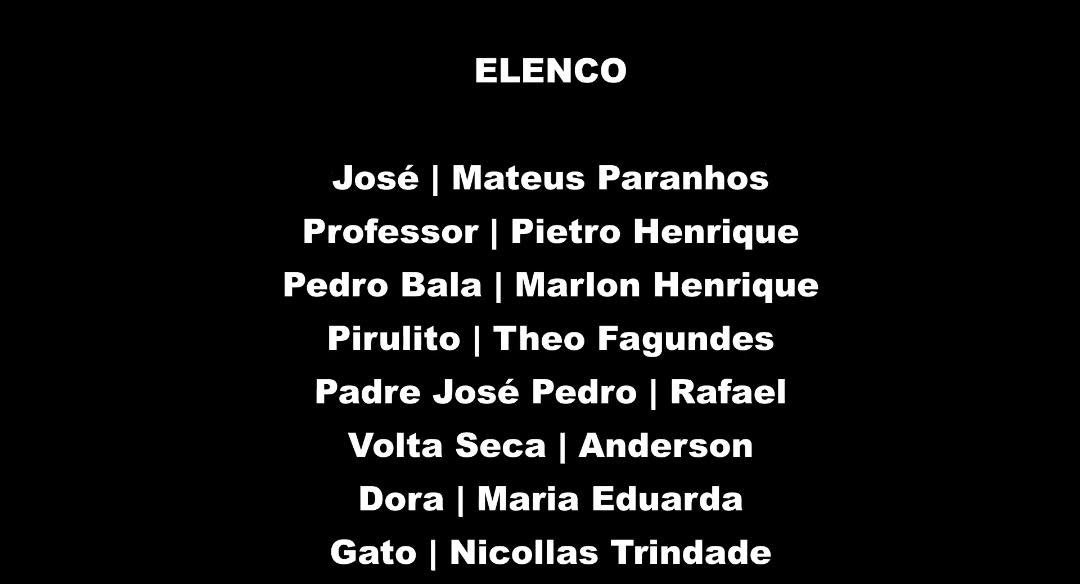 ELENCO
José | Mateus Paranhos
Professor | Pietro Henrique
Pedro Bala | Marlon Henrique
Pirulito | Theo Fagundes
Padre José Pedro | Rafael
Volta Seca | Anderson
Dora | Maria Eduarda
Gato | Nicollas Trindade